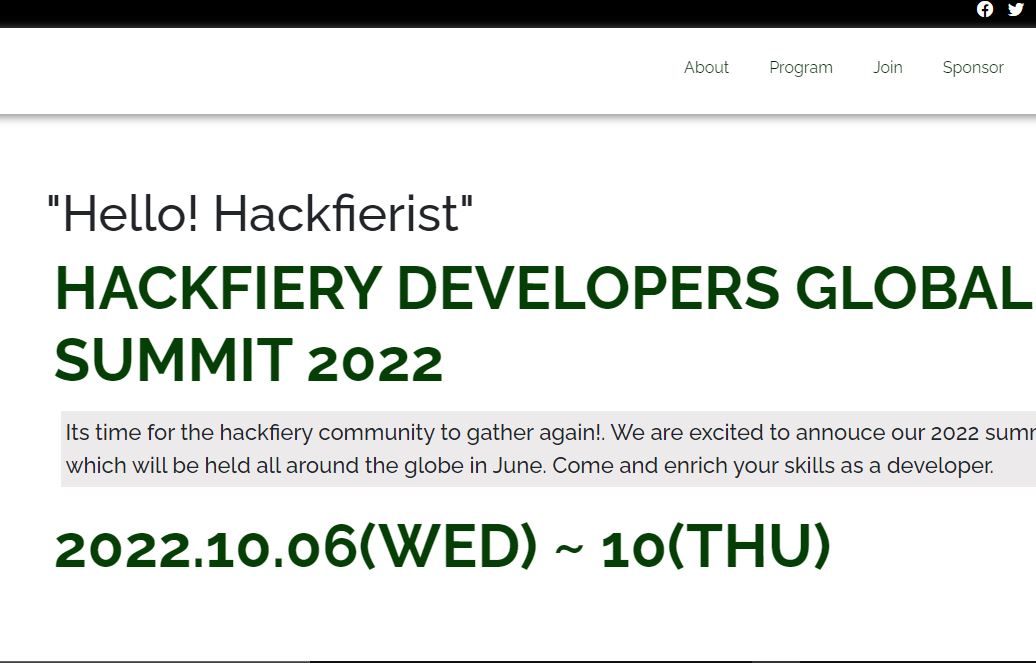 About Program Join Sponsor
"Hello! Hackfierist"
HACKFIERY DEVELOPERS GLOBAL
SUMMIT 2022
Its time for the hackfiery community to gather again!. We are excited to annouce our 2022
which will be held all around the globe in June. Come and enrich your skills as a developer.
2022.10.06(WED) ~ 10(THU)